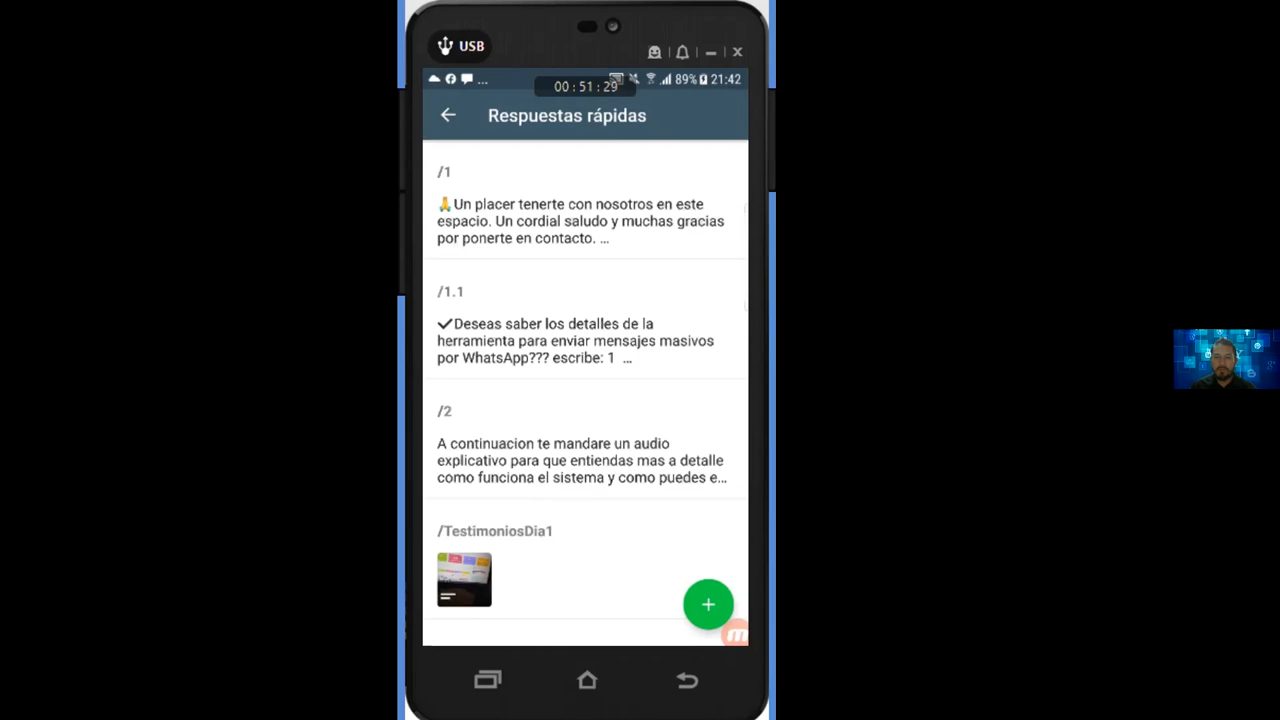 USB
... 89% 21:42
00:51:29
Respuestas rápidas
/1
🙏Un placer tenerte con nosotros en este
espacio. Un cordial saludo y muchas gracias
por ponerte en contacto. ...
/1.1
✔Deseas saber los detalles de la
herramienta para enviar mensajes masivos
por WhatsApp??? escribe: 1 ...
/2
A continuacion te mandare un audio
explicativo para que entiendas mas a detalle
como funciona el sistema y como puedes e...
/TestimoniosDia1